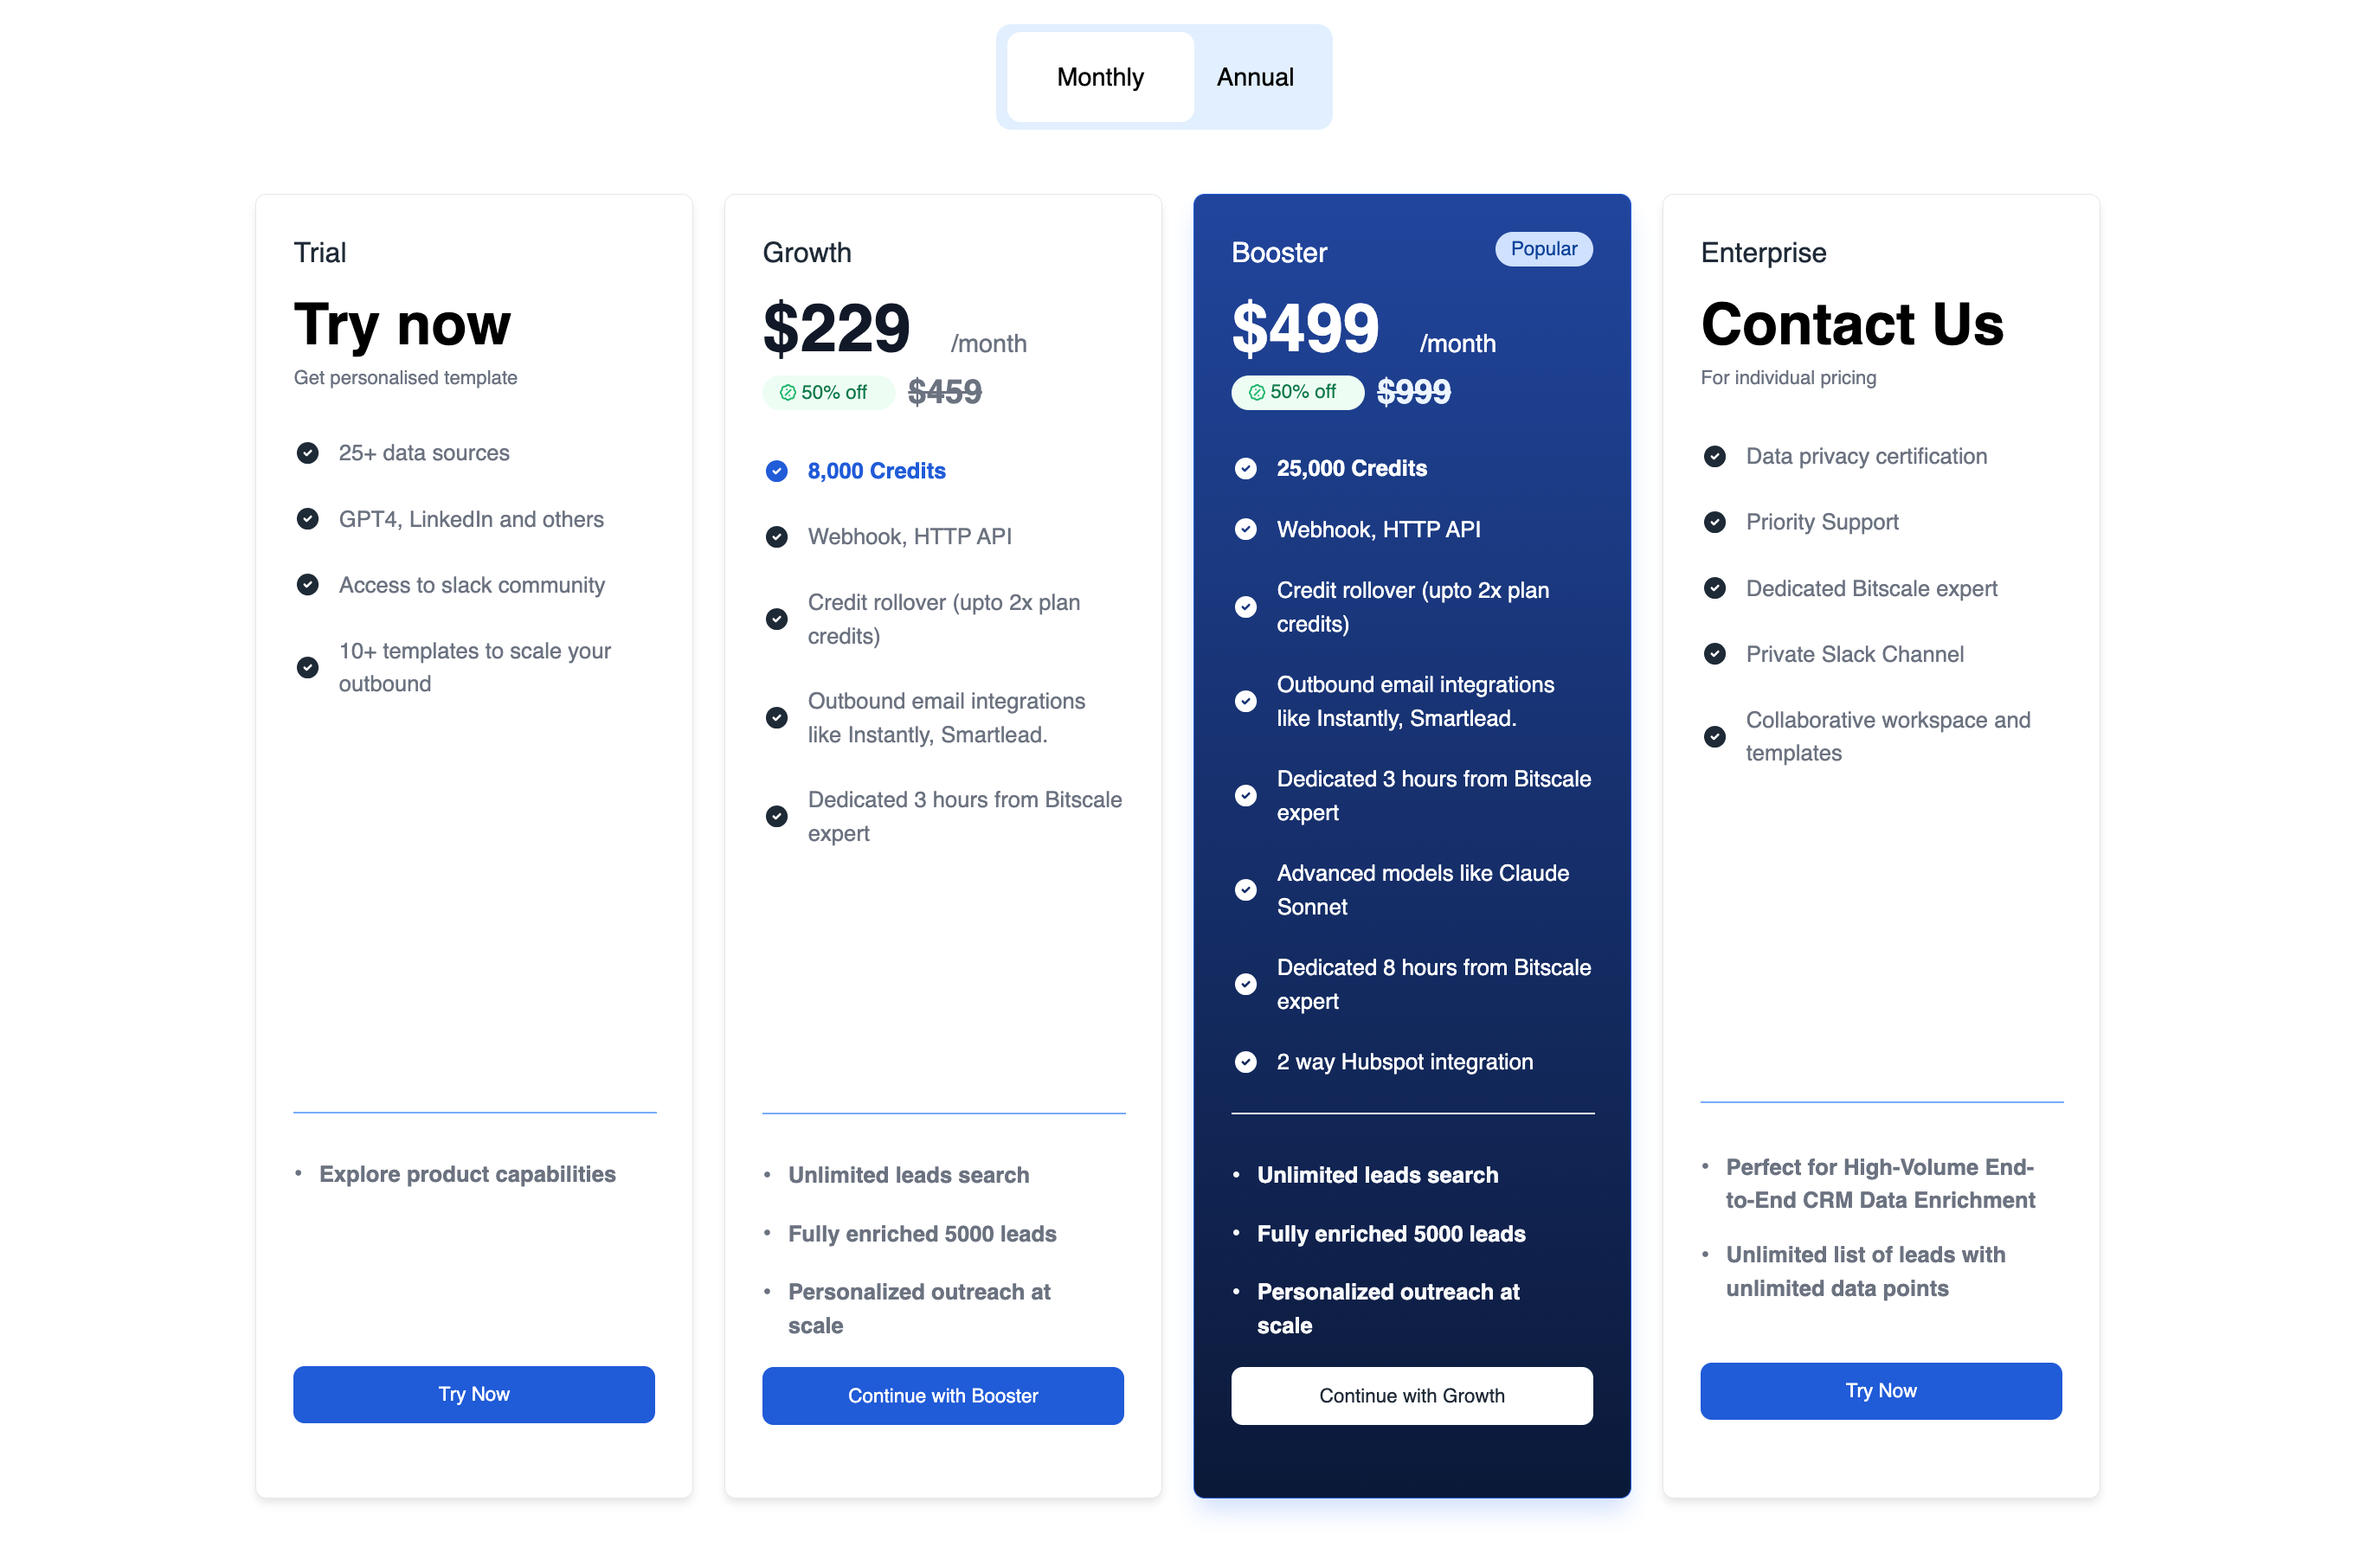 Monthly
Annual
Trial
Try now
Get personalised template
25+ data sources
GPT4, LinkedIn and others
Access to slack community
10+ templates to scale your
outbound
Explore product capabilities
Try Now
Growth
$229 /month
50% off $459
8,000 Credits
Webhook, HTTP API
Credit rollover (upto 2x plan
credits)
Outbound email integrations
like Instantly, Smartlead.
Dedicated 3 hours from Bitscale
expert
Unlimited leads search
Fully enriched 5000 leads
Personalized outreach at
scale
Continue with Booster
Booster
Popular
$499 /month
50% off $999
25,000 Credits
Webhook, HTTP API
Credit rollover (upto 2x plan
credits)
Outbound email integrations
like Instantly, Smartlead.
Dedicated 3 hours from Bitscale
expert
Advanced models like Claude
Sonnet
Dedicated 8 hours from Bitscale
expert
2 way Hubspot integration
Unlimited leads search
Fully enriched 5000 leads
Personalized outreach at
scale
Continue with Growth
Enterprise
Contact Us
For individual pricing
Data privacy certification
Priority Support
Dedicated Bitscale expert
Private Slack Channel
Collaborative workspace and
templates
Perfect for High-Volume End-
to-End CRM Data Enrichment
Unlimited list of leads with
unlimited data points
Try Now